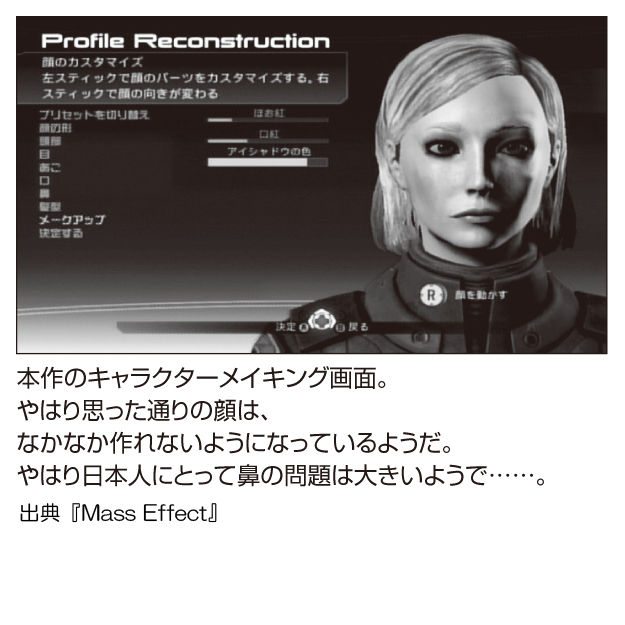 Profile Reconstruction
顔のカスタマイズ
左スティックで顔のパーツをカスタマイズする。右
スティックで顔の向きが変わる
プリセットを切り替え
顔の形
頭部
目
あご
口
鼻
髪型
メークアップ
決定する
ほお紅
口紅
アイシャドウの色
R 顔を動かす
決定 A B 戻る
本作のキャラクターメイキング画面。
やはり思った通りの顔は、
なかなか作れないようになっているようだ。
やはり日本人にとって鼻の問題は大きいようで……。
出典『Mass Effect』